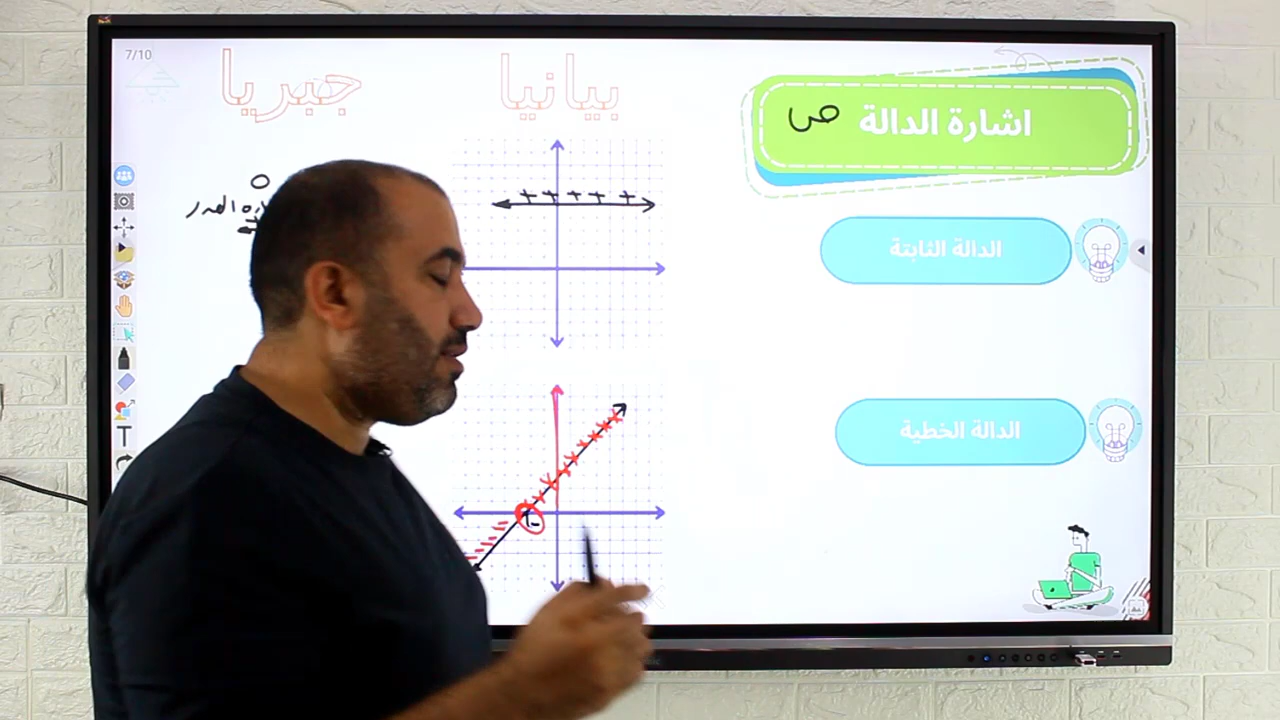 7/10
اشارة الدالة ص
بيانيا
جبريا
الدالة الثابتة
الدالة الخطية
+ + + + +
T